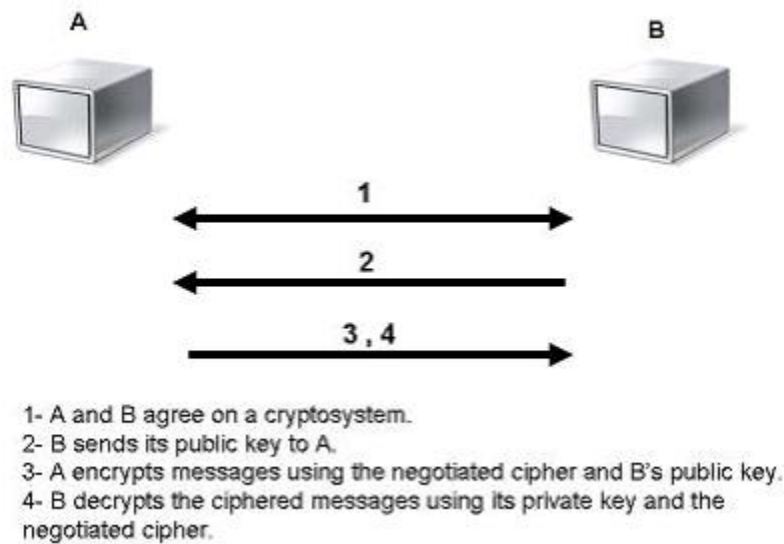 A
B
1
2
3 , 4
1- A and B agree on a cryptosystem.
2- B sends its public key to A.
3- A encrypts messages using the negotiated cipher and B's public key.
4- B decrypts the ciphered messages using its private key and the
negotiated cipher.